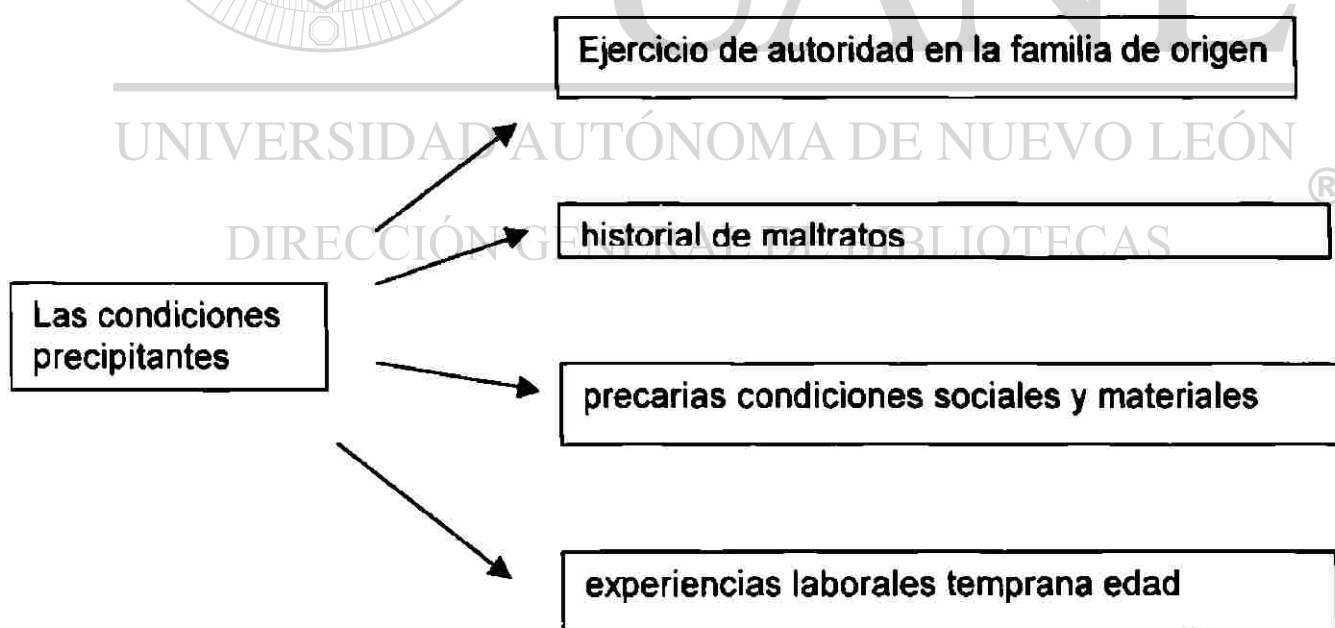 UANL
Ejercicio de autoridad en la familia de origen
UNIVERSIDAD AUTÓNOMA DE NUEVO LEÓN
®
historial de maltratos
DIRECCIÓN GENERAL DE BIBLIOTECAS
Las condiciones
precipitantes
precarias condiciones sociales y materiales
experiencias laborales temprana edad